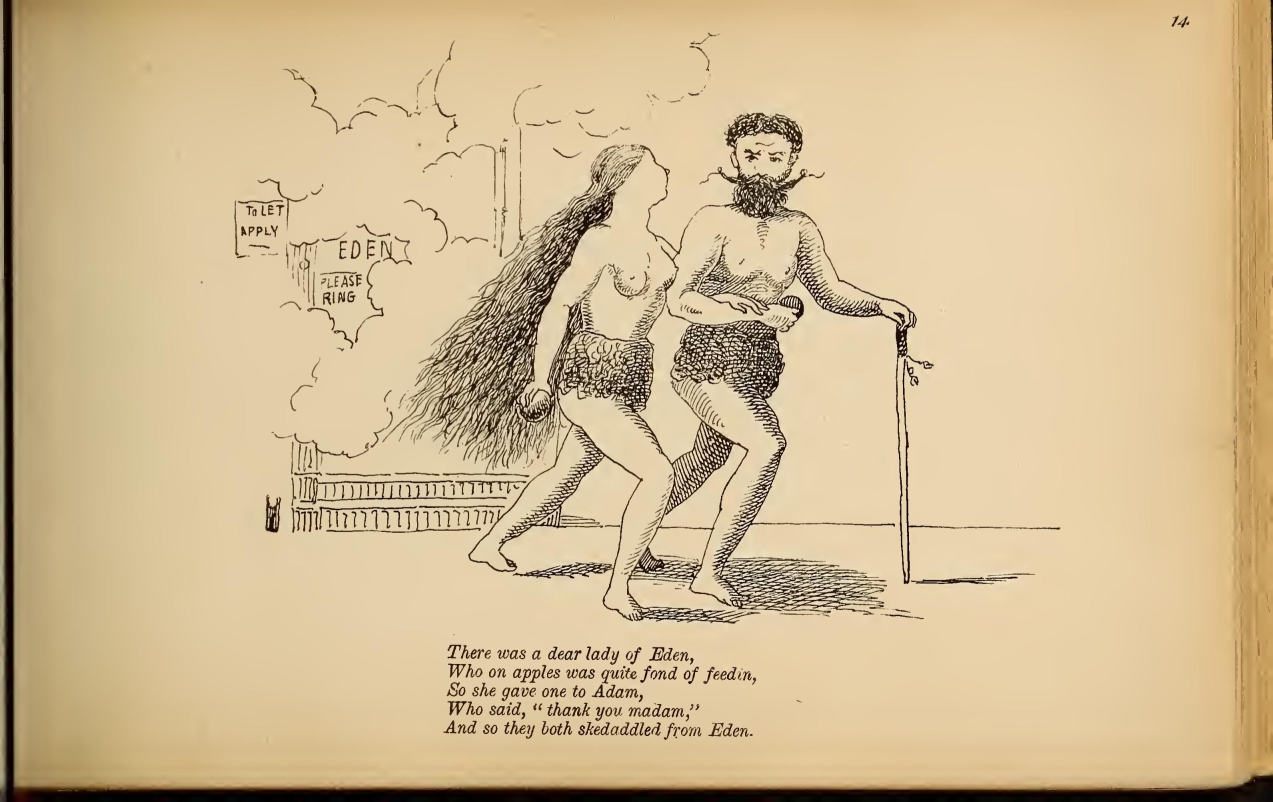 14.
To LET
APPLY
EDEN
PLEASE
RING
There was a dear lady of Eden,
Who on apples was quite fond of feedin,
So she gave one to Adam,
Who said, “ thank you madam,”
And so they both skedaddled from Eden.